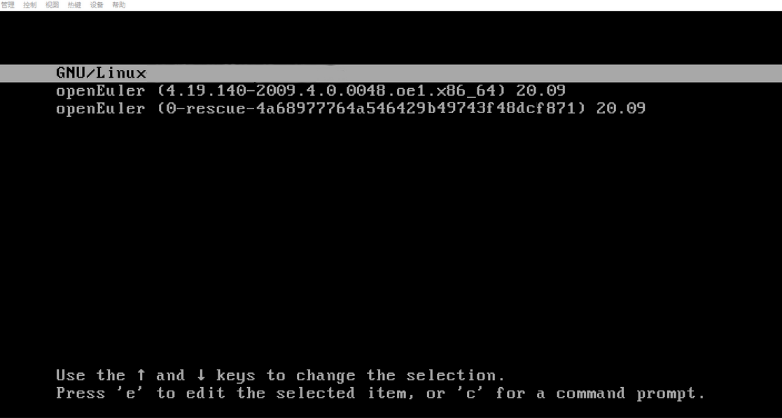 管理 控制 视图 热键 设备 帮助
GNU/Linux
openEuler (4.19.140-2009.4.0.0048.oe1.x86_64) 20.09
openEuler (0-rescue-4a68977764a546429b49743f48dcf871) 20.09
Use the ↑ and ↓ keys to change the selection.
Press 'e' to edit the selected item, or 'c' for a command prompt.